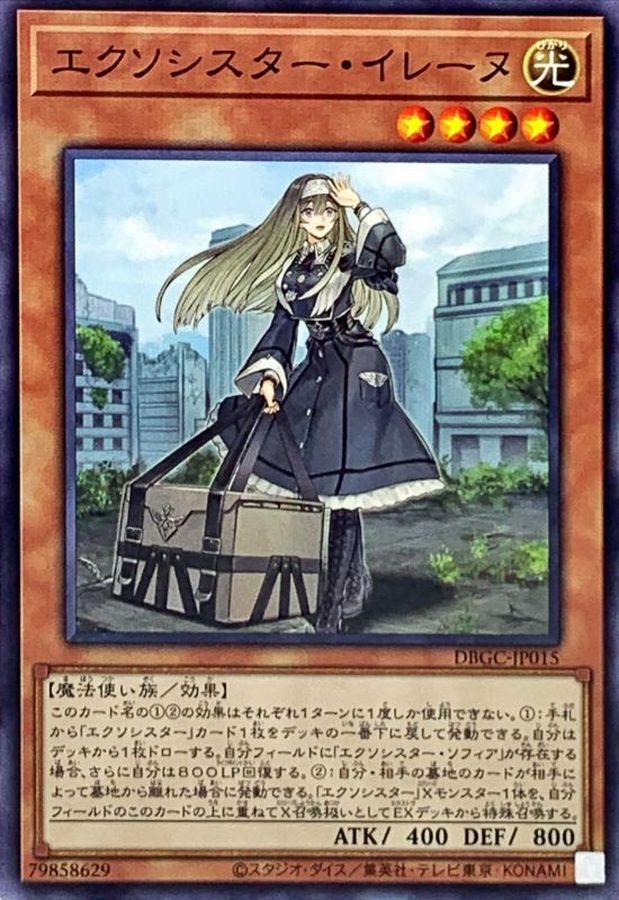 エクソシスター・イレーヌ
光
DBGC-JP015
【魔法使い族／効果】
このカード名の①②の効果はそれぞれ1ターンに1度しか使用できない。①：手札
から「エクソシスター」カード1枚をデッキの一番下に戻して発動できる。自分は
デッキから1枚ドローする。自分フィールドに「エクソシスター・ソフィア」が存在する
場合、さらに自分は800LP回復する。②：自分・相手の墓地のカードが相手に
よって墓地から離れた場合に発動できる。「エクソシスター」Xモンスター1体を、自分
フィールドのこのカードの上に重ねてX召喚扱いとしてEXデッキから特殊召喚する。
ATK/ 400 DEF/ 800
79858629
©スタジオ・ダイス／集英社・テレビ東京・KONAMI